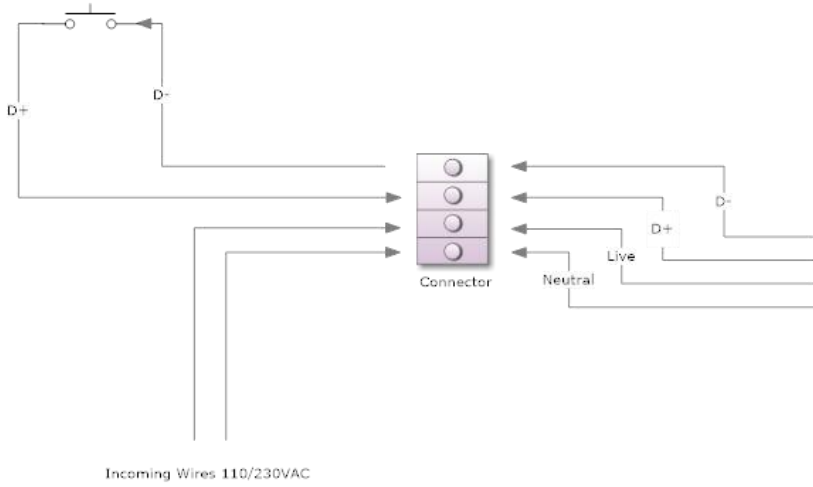 D+
D-
D-
D+
Live
Neutral
Connector
Incoming Wires 110/230VAC